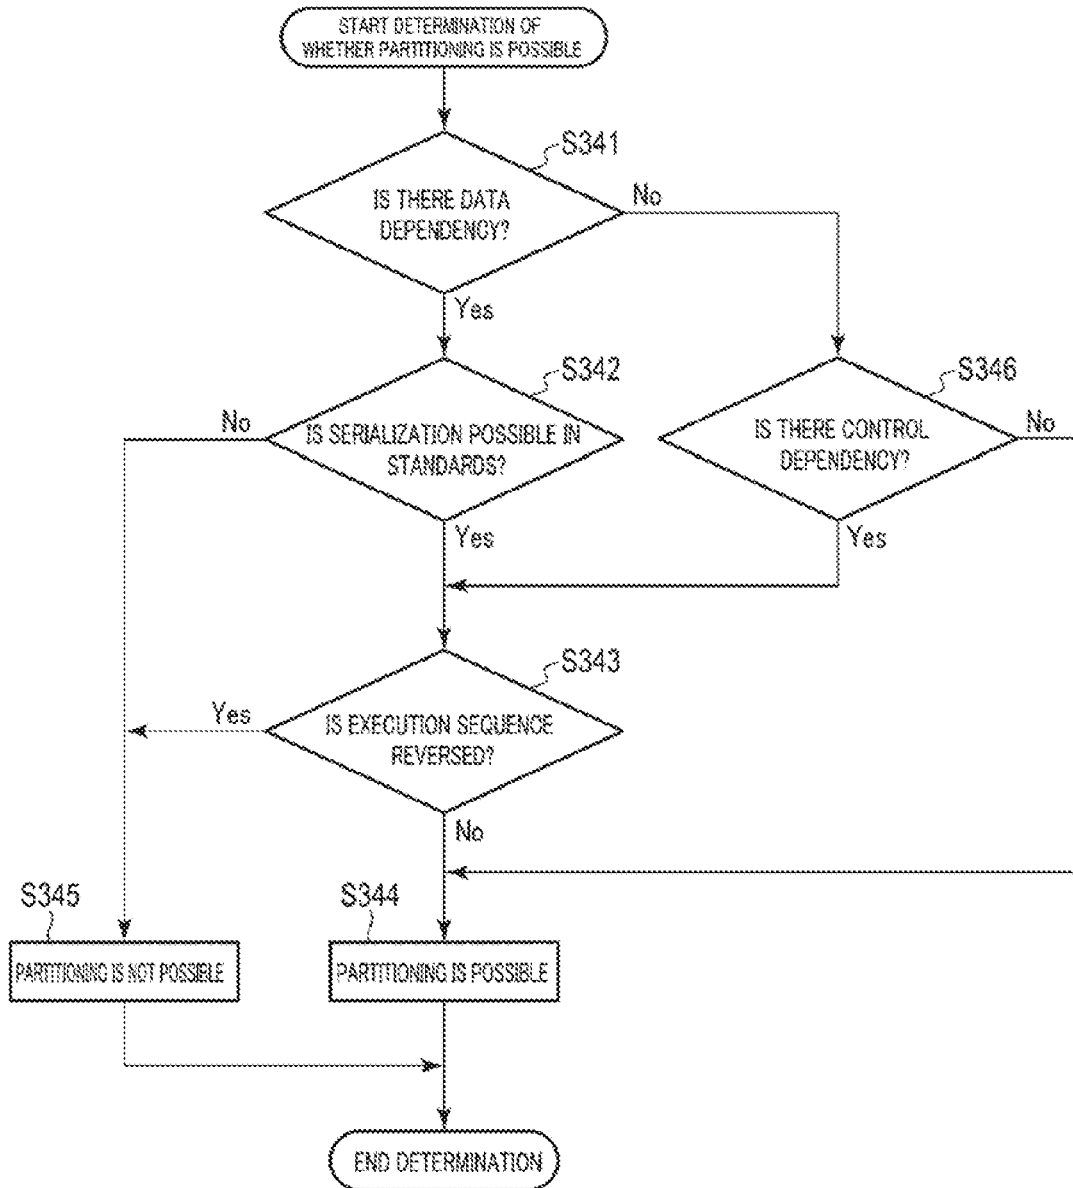 START DETERMINATION OF
WHETHER PARTITIONING IS POSSIBLE
S341
IS THERE DATA
DEPENDENCY?
No
Yes
S342
No
IS SERIALIZATION POSSIBLE IN
STANDARDS?
Yes
S346
IS THERE CONTROL
DEPENDENCY?
No
Yes
S343
Yes
IS EXECUTION SEQUENCE
REVERSED?
No
S345
PARTITIONING IS NOT POSSIBLE
S344
PARTITIONING IS POSSIBLE
END DETERMINATION